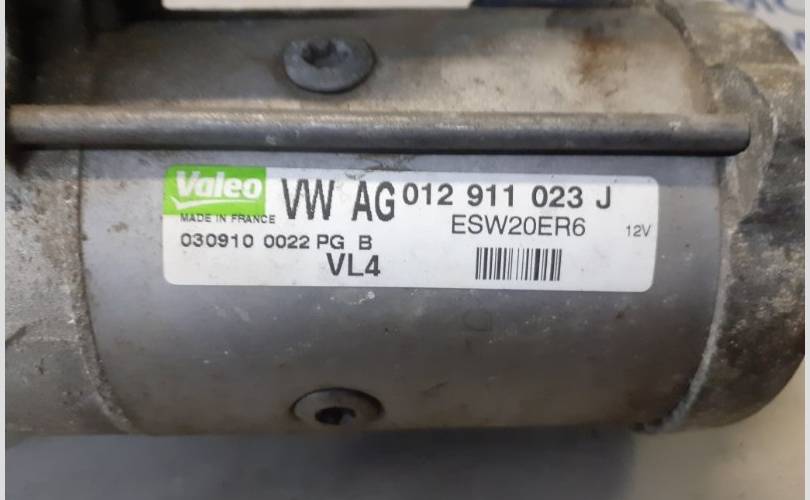 Valeo VW AG 012 911 023 J
MADE IN FRANCE ESW20ER6 12V
030910 0022 PG B
VL4